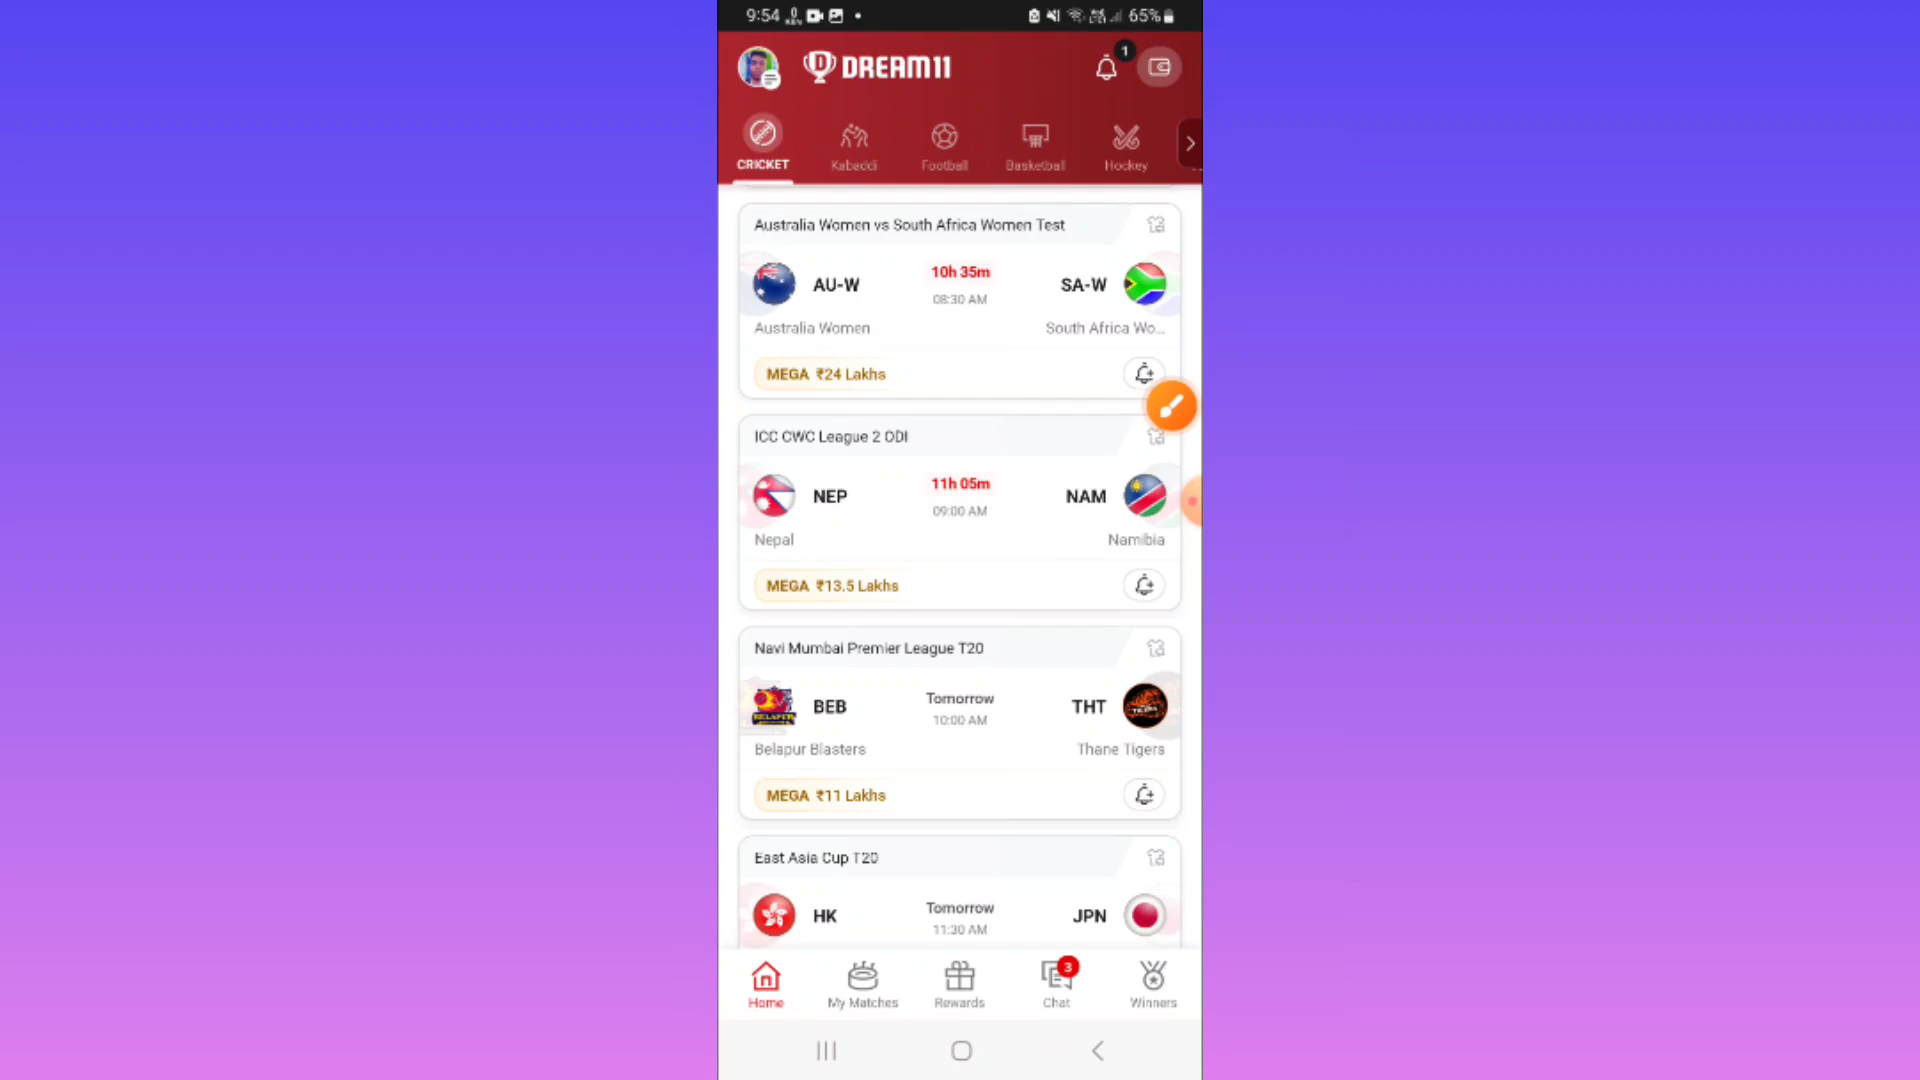 9:54
0
KB/s
65%
DREAM11
1
CRICKET
Kabaddi
Football
Basketball
Hockey
Australia Women vs South Africa Women Test
AU-W
10h 35m
08:30 AM
SA-W
Australia Women
South Africa Wo...
MEGA ₹24 Lakhs
ICC CWC League 2 ODI
NEP
11h 05m
09:00 AM
NAM
Nepal
Namibia
MEGA ₹13.5 Lakhs
Navi Mumbai Premier League T20
BEB
Tomorrow
10:00 AM
THT
Belapur Blasters
Thane Tigers
MEGA ₹11 Lakhs
East Asia Cup T20
HK
Tomorrow
11:30 AM
JPN
Home
My Matches
Rewards
3
Chat
Winners